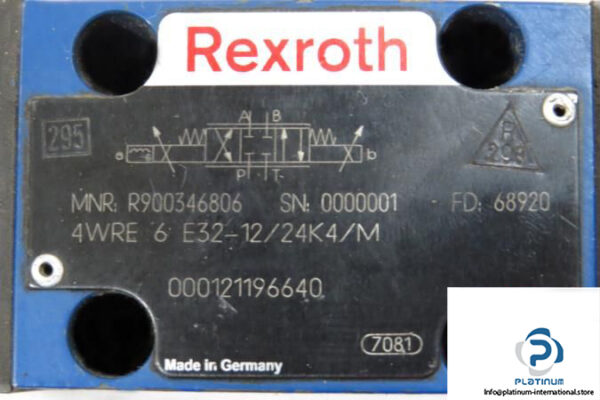 Rexroth
295
A B
a b
P T
F
209
MNR: R900346806 SN: 0000001 FD: 68920
4WRE 6 E32-12/24K4/M
000121196640
7081
Made in Germany
PLATINUM
Info@platinum-international.store